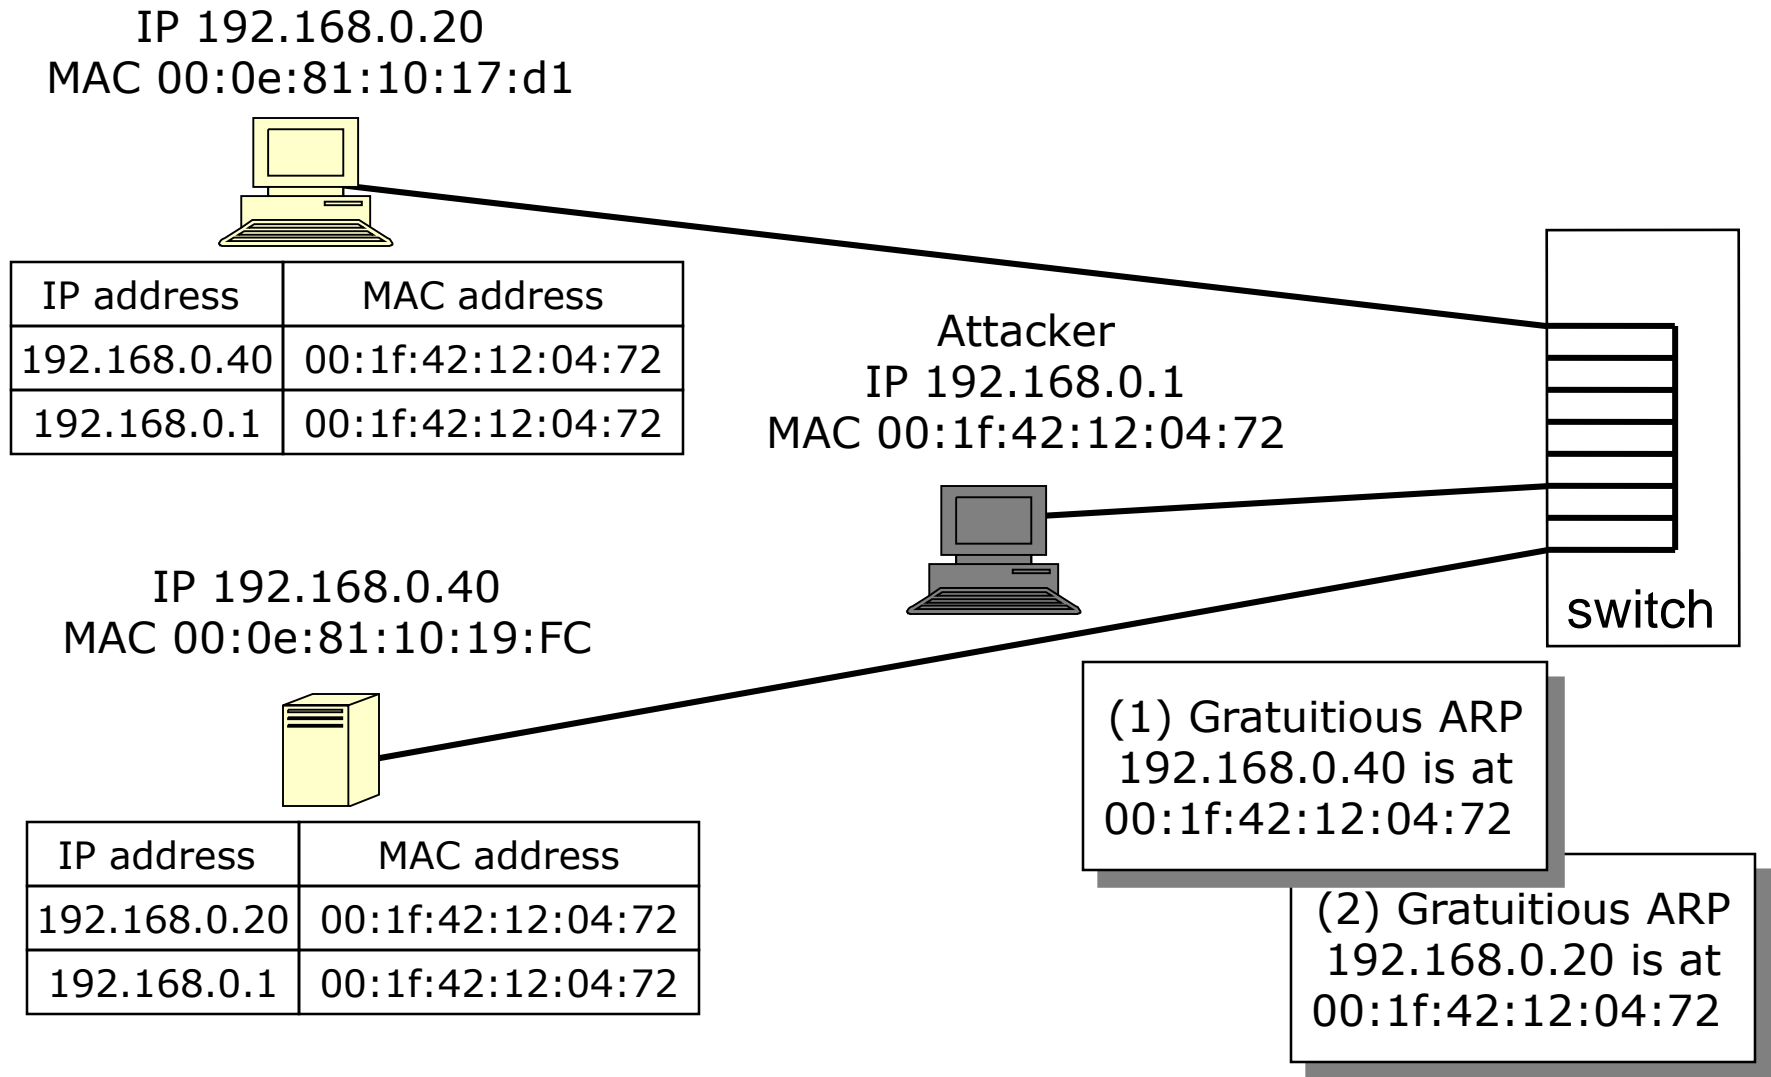 IP 192.168.0.20
MAC 00:0e:81:10:17:d1
IP address MAC address
192.168.0.40 00:1f:42:12:04:72
192.168.0.1 00:1f:42:12:04:72
Attacker
IP 192.168.0.1
MAC 00:1f:42:12:04:72
switch
IP 192.168.0.40
MAC 00:0e:81:10:19:FC
IP address MAC address
192.168.0.20 00:1f:42:12:04:72
192.168.0.1 00:1f:42:12:04:72
(1) Gratuitious ARP
192.168.0.40 is at
00:1f:42:12:04:72
(2) Gratuitious ARP
192.168.0.20 is at
00:1f:42:12:04:72